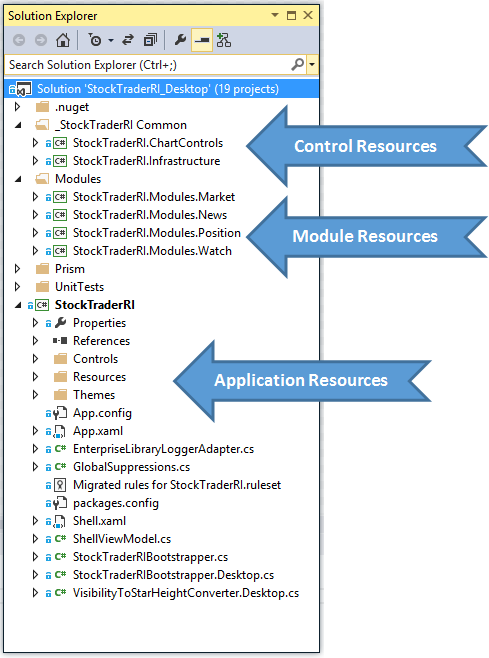 Solution Explorer
Search Solution Explorer (Ctrl+;)
Solution 'StockTraderRI_Desktop' (19 projects)
.nuget
_StockTraderRI Common
StockTraderRI.ChartControls
Control Resources
StockTraderRI.Infrastructure
Modules
StockTraderRI.Modules.Market
StockTraderRI.Modules.News
StockTraderRI.Modules.Position
Module Resources
StockTraderRI.Modules.Watch
Prism
UnitTests
C# StockTraderRI
Properties
References
Controls
Resources
Application Resources
Themes
App.config
App.xaml
C# EnterpriseLibraryLoggerAdapter.cs
C# GlobalSuppressions.cs
Migrated rules for StockTraderRI.ruleset
packages.config
Shell.xaml
C# ShellViewModel.cs
C# StockTraderRIBootstrapper.cs
C# StockTraderRIBootstrapper.Desktop.cs
C# VisibilityToStarHeightConverter.Desktop.cs